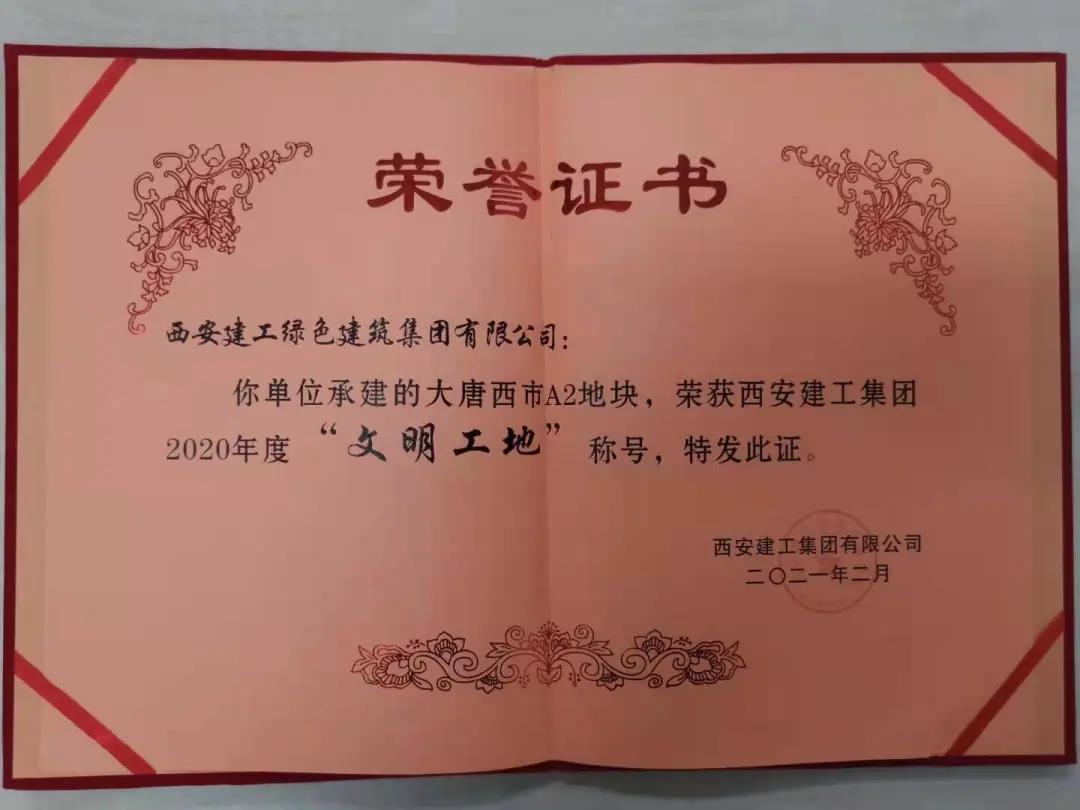 荣誉证书
西安建工绿色建筑集团有限公司：
你单位承建的大唐西市A2地块，荣获西安建工集团
2020年度“文明工地”称号，特发此证。
西安建工集团有限公司
二〇二一年二月